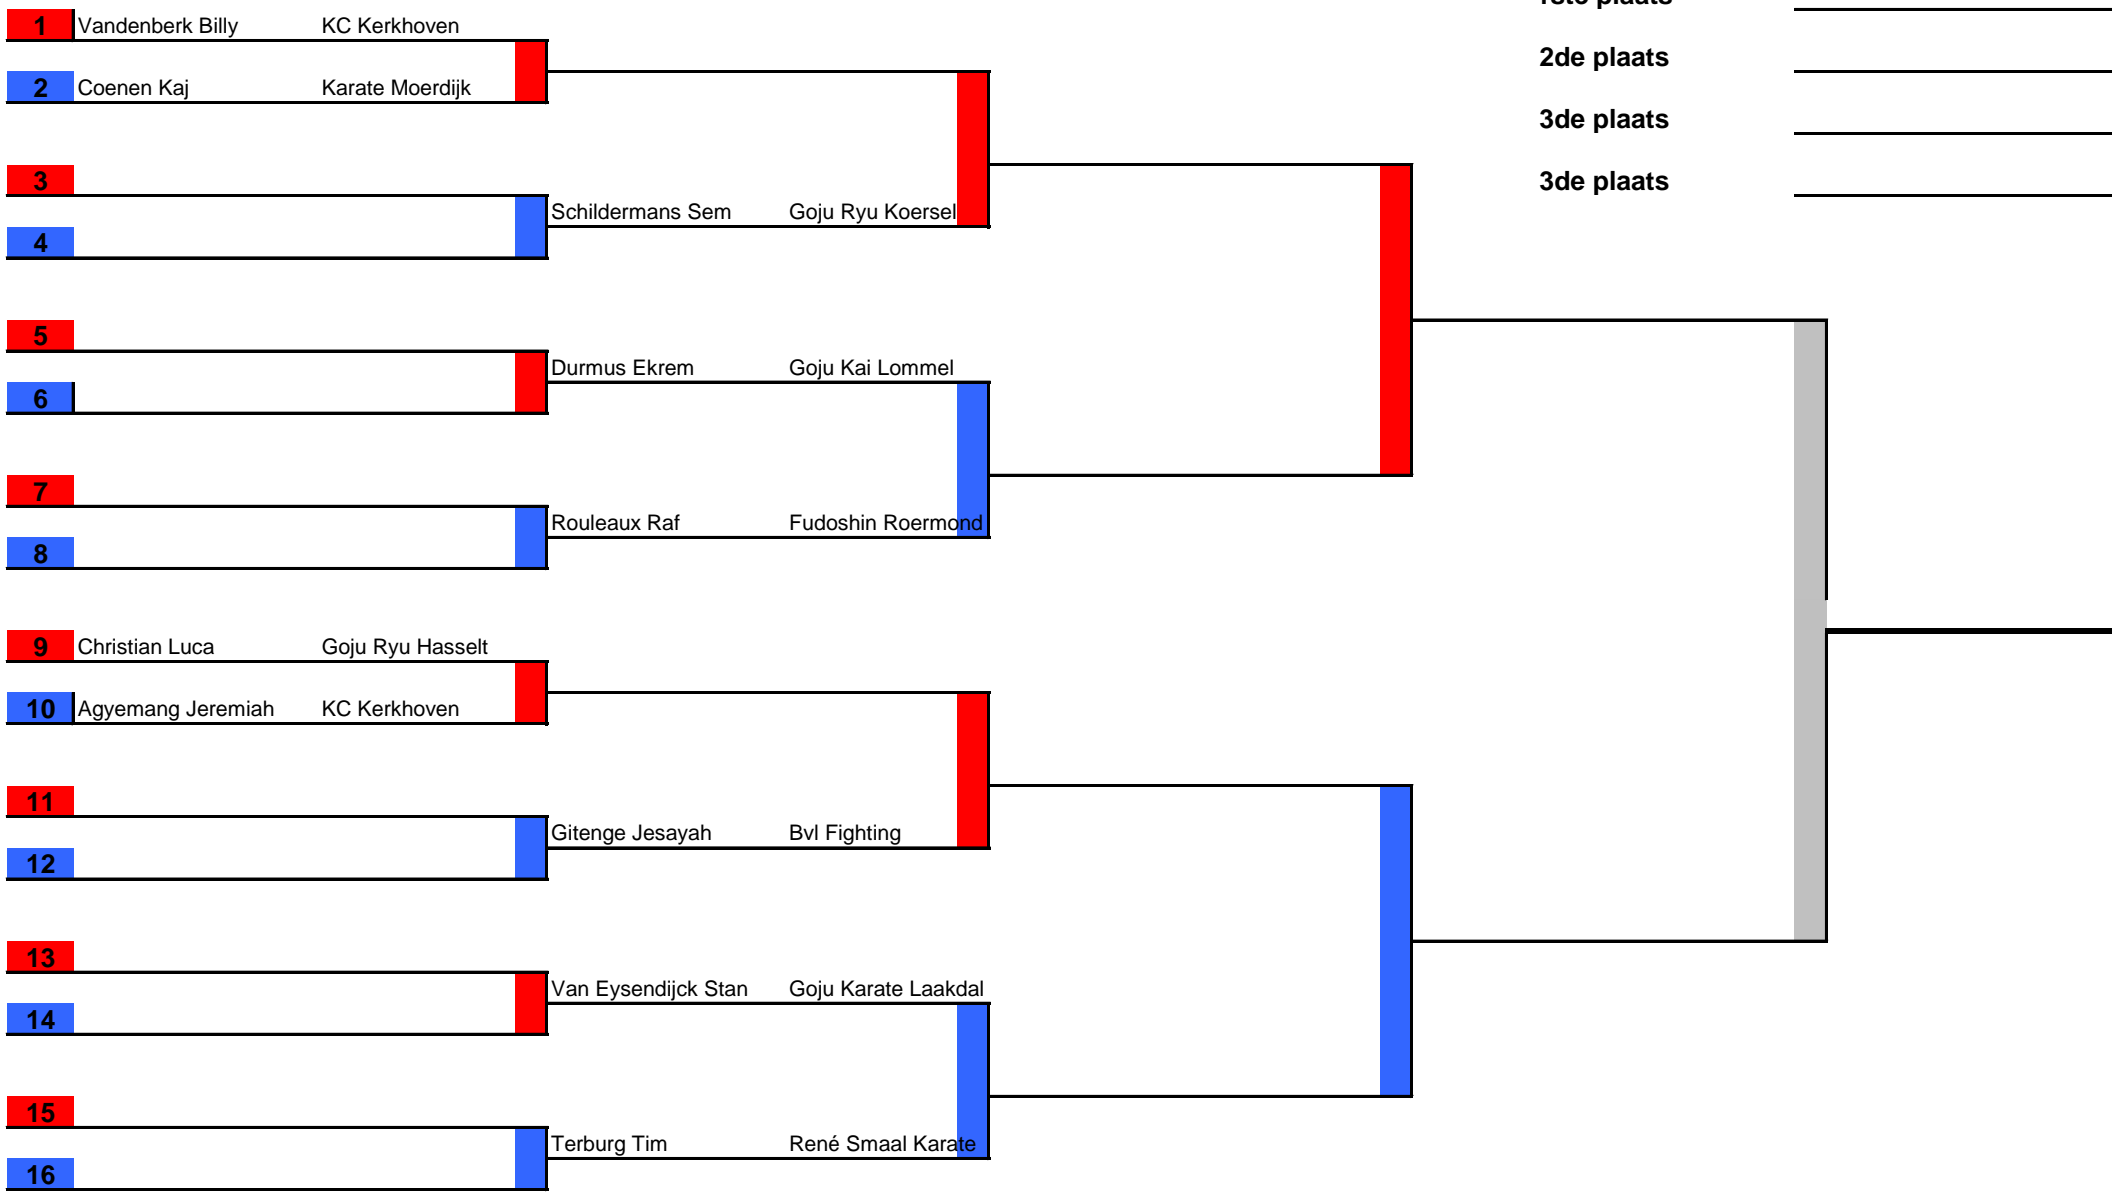 1ste plaats
1 Vandenberk Billy KC Kerkhoven
2de plaats
2 Coenen Kaj Karate Moerdijk
3de plaats
3
3de plaats
Schildermans Sem Goju Ryu Koersel
4
5
Durmus Ekrem Goju Kai Lommel
6
7
Rouleaux Raf Fudoshin Roermond
8
9 Christian Luca Goju Ryu Hasselt
10 Agyemang Jeremiah KC Kerkhoven
11
Gitenge Jesayah Bvl Fighting
12
13
Van Eysendijck Stan Goju Karate Laakdal
14
15
Terburg Tim René Smaal Karate
16